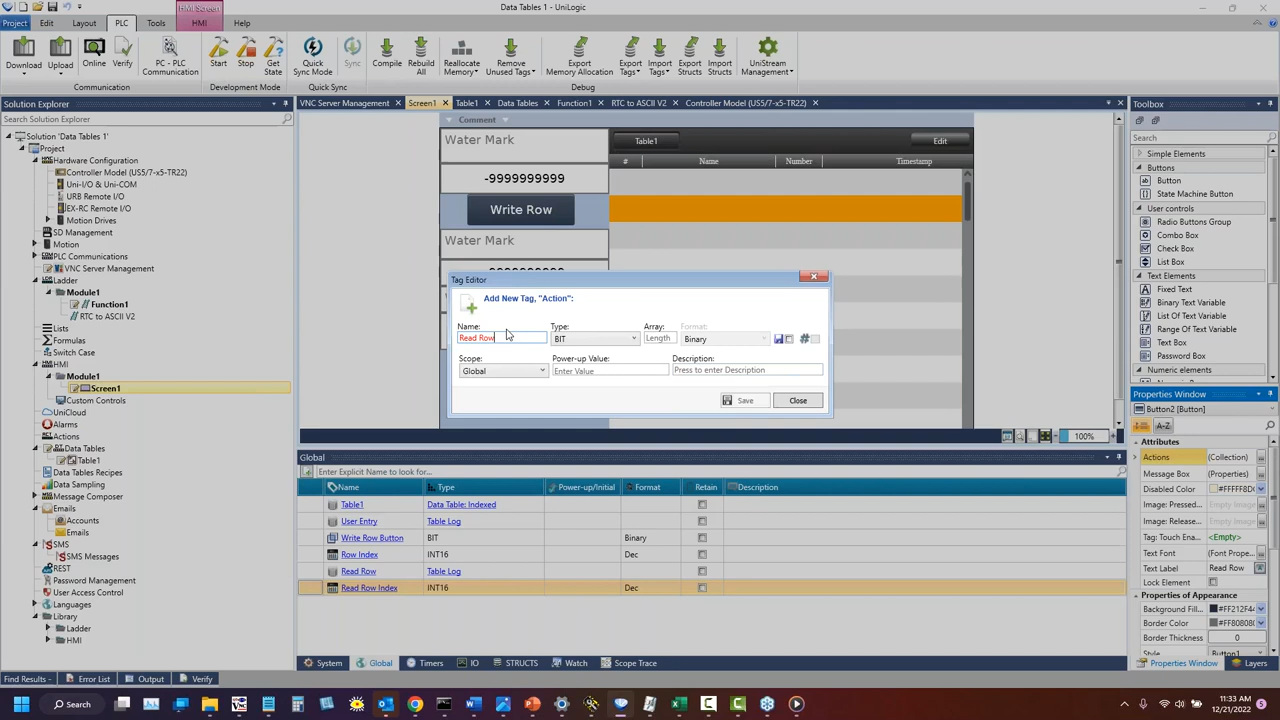 Data Tables 1 - UniLogic
HMI Screen
Project Edit Layout PLC Tools HMI Help
Download Upload Online Verify PC - PLC Communication Start Stop Get State Quick Sync Mode Sync Compile Rebuild All Reallocate Memory Remove Unused Tags Export Memory Allocation Export Tags Import Tags Export Structs Import Structs UniStream Management
Communication Development Mode Quick Sync Debug
Solution Explorer
Search Solution Explorer
Solution 'Data Tables 1'
Project
Hardware Configuration
Controller Model (US5/7-x5-TR22)
Uni-I/O & Uni-COM
URB Remote I/O
EX-RC Remote I/O
Motion Drives
SD Management
Motion
PLC Communications
VNC Server Management
Ladder
Module1
Function1
RTC to ASCII V2
Lists
Formulas
Switch Case
HMI
Module1
Screen1
Custom Controls
UniCloud
Alarms
Actions
Data Tables
Table1
Data Tables Recipes
Data Sampling
Message Composer
Emails
Accounts
Emails
SMS
SMS Messages
REST
Password Management
User Access Control
Languages
Library
Ladder
HMI
Find Results - Error List Output Verify
VNC Server Management Screen1 Table1 Data Tables Function1 RTC to ASCII V2 Controller Model (US5/7-x5-TR22)
Comment
Water Mark
-9999999999
Write Row
Water Mark
Table1 Edit
# Name Number Timestamp
Tag Editor
Add New Tag, "Action":
Name: Type: Array: Format:
Read Row BIT Length Binary #
Scope: Power-up Value: Description:
Global Enter Value Press to enter Description
Save Close
100%
Global
Enter Explicit Name to look for...
Name Type Power-up/Initial Format Retain Description
Table1 Data Table: Indexed
User Entry Table Log
Write Row Button BIT Binary
Row Index INT16 Dec
Read Row Table Log
Read Row Index INT16 Dec
System Global Timers IO STRUCTS Watch Scope Trace
Toolbox
Search
Simple Elements
Buttons
Button
State Machine Button
User controls
Radio Buttons Group
Combo Box
Check Box
List Box
Text Elements
Text
Binary Text Variable
List Of Texts
Text Range Variable
Password Box
Numeric elements
Properties Window
Button2 [Button]
A-Z
Attributes
Actions (Collection)
Message Box (Properties)
Disabled Color #FFFFF8D
Image: Pressed... Empty Image
Image: Release... Empty Image
Tag: Touch Ena... <Empty>
Text Font (Font Prope...
Text Label Read Row
Lock Element
Properties of Appearance
Background Fill... #FF212F44
Border Color #FF808080
Border Thickness 0
Style Button1
Properties Window Layers
Search
11:33 AM
12/21/2022